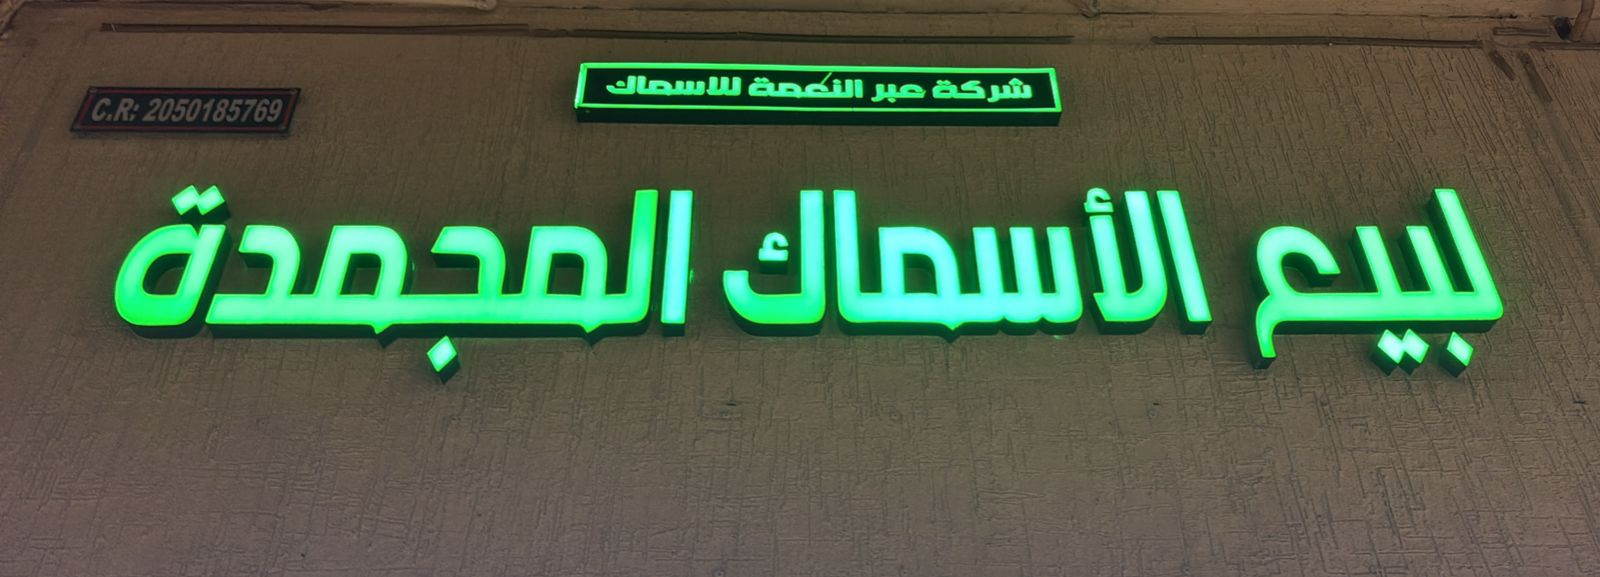 شركة عبر النعمة للاسماك
C.R: 2050185769
لبيع الأسماك المجمدة